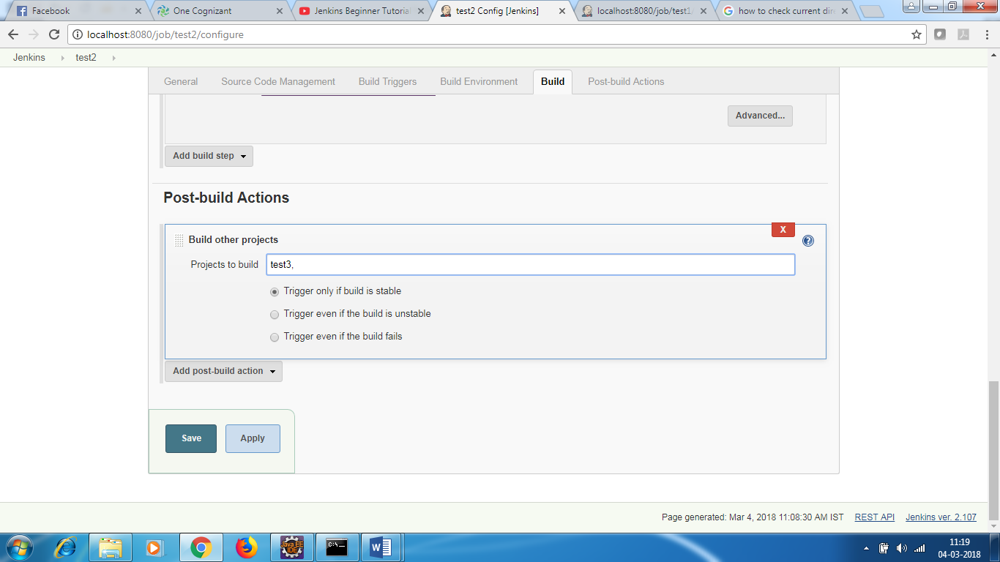 Facebook
One Cognizant
Jenkins Beginner Tutorial
test2 Config [Jenkins]
localhost:8080/job/test1
how to check current dir
localhost:8080/job/test2/configure
Jenkins test2
General Source Code Management Build Triggers Build Environment Build Post-build Actions
Advanced...
Add build step
Post-build Actions
X
Build other projects
Projects to build test3,
Trigger only if build is stable
Trigger even if the build is unstable
Trigger even if the build fails
Add post-build action
Save Apply
Page generated: Mar 4, 2018 11:08:30 AM IST REST API Jenkins ver. 2.107
Java EE
IDE
C:\
W
11:19
04-03-2018